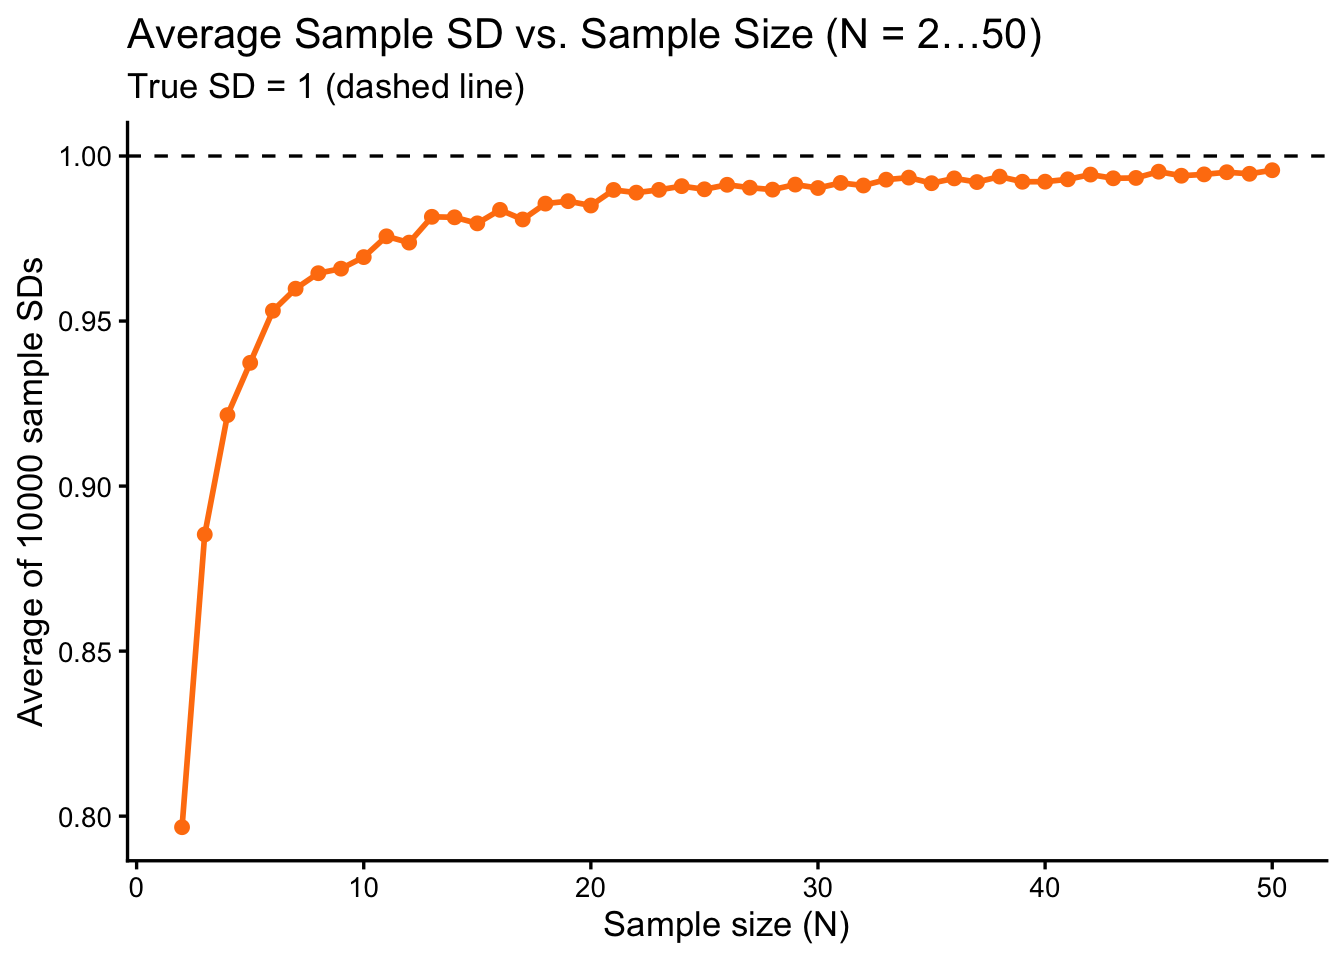 Average Sample SD vs. Sample Size (N = 2…50)
True SD = 1 (dashed line)
Average of 10000 sample SDs
1.00
0.95
0.90
0.85
0.80
0
10
20
30
40
50
Sample size (N)